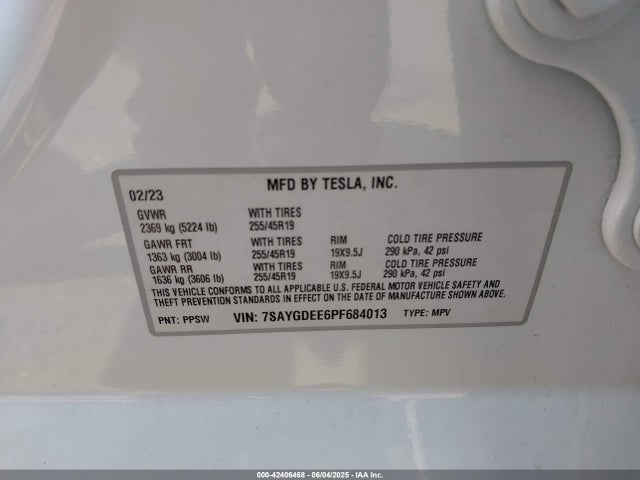 02/23 MFD BY TESLA, INC.
GVWR WITH TIRES
2369 kg (5224 lb) 255/45R19
GAWR FRT WITH TIRES RIM COLD TIRE PRESSURE
1363 kg (3004 lb) 255/45R19 19X9.5J 290 kPa, 42 psi
GAWR RR WITH TIRES RIM COLD TIRE PRESSURE
1636 kg (3606 lb) 255/45R19 19X9.5J 290 kPa, 42 psi
THIS VEHICLE CONFORMS TO ALL APPLICABLE U.S. FEDERAL MOTOR VEHICLE SAFETY AND
THEFT PREVENTION STANDARDS IN EFFECT ON THE DATE OF MANUFACTURE SHOWN ABOVE.
PNT: PPSW VIN: 7SAYGDEE6PF684013 TYPE: MPV
000-42406468 - 06/04/2025 - IAA Inc.